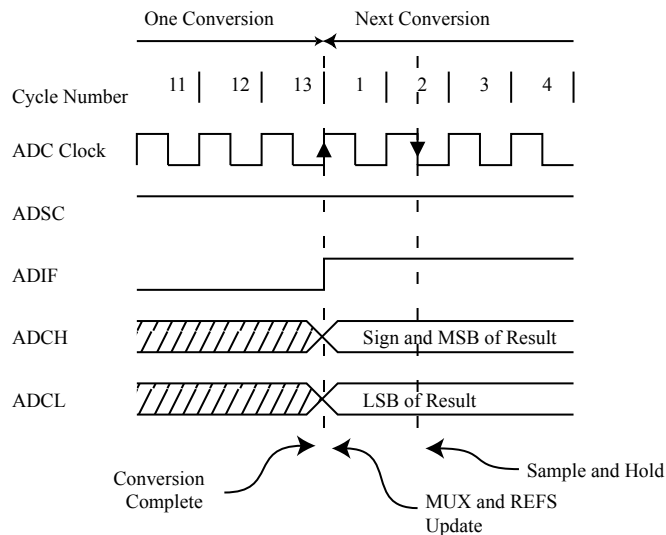 One Conversion Next Conversion
Cycle Number 11 12 13 1 2 3 4
ADC Clock
ADSC
ADIF
ADCH Sign and MSB of Result
ADCL LSB of Result
Conversion
Complete
MUX and REFS
Update
Sample and Hold